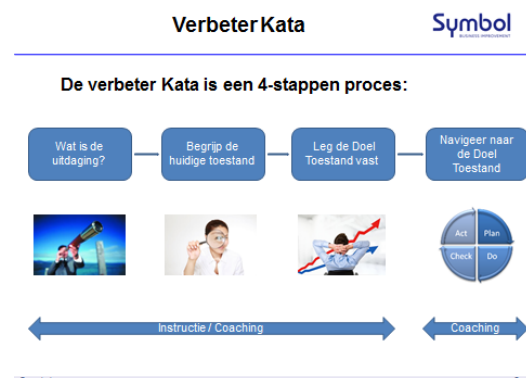 Verbeter Kata
Symbol
BUSINESS IMPROVEMENT
De verbeter Kata is een 4-stappen proces:
Wat is de
uitdaging?
Begrijp de
huidige toestand
Leg de Doel
Toestand vast
Navigeer naar
de Doel
Toestand
Act
Plan
Check
Do
Instructie / Coaching
Coaching